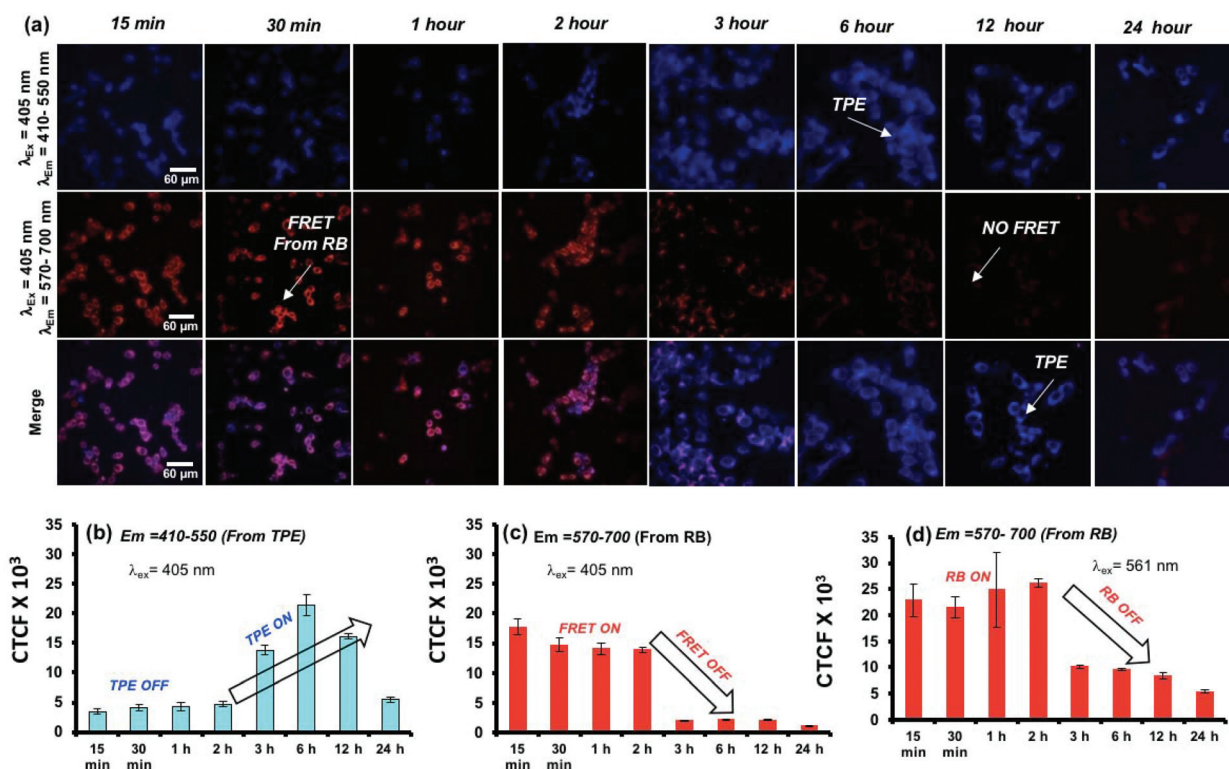 (a) 15 min 30 min 1 hour 2 hour 3 hour 6 hour 12 hour 24 hour
λEx = 405 nm
λEm = 410- 550 nm
60 µm
TPE
λEx = 405 nm
λEm = 570- 700 nm
60 µm
FRET
From RB
NO FRET
Merge
60 µm
TPE
(b) Em =410-550 (From TPE)
λex= 405 nm
CTCF X 10³
35
30
25
20
15
10
5
0
TPE OFF
TPE ON
15 min 30 min 1 h 2 h 3 h 6 h 12 h 24 h
(c) Em =570-700 (From RB)
λex= 405 nm
CTCF X 10³
35
30
25
20
15
10
5
0
FRET ON
FRET OFF
15 min 30 min 1 h 2 h 3 h 6 h 12 h 24 h
(d) Em =570- 700 (From RB)
λex= 561 nm
CTCF X 10³
35
30
25
20
15
10
5
0
RB ON
RB OFF
15 min 30 min 1 h 2 h 3 h 6 h 12 h 24 h